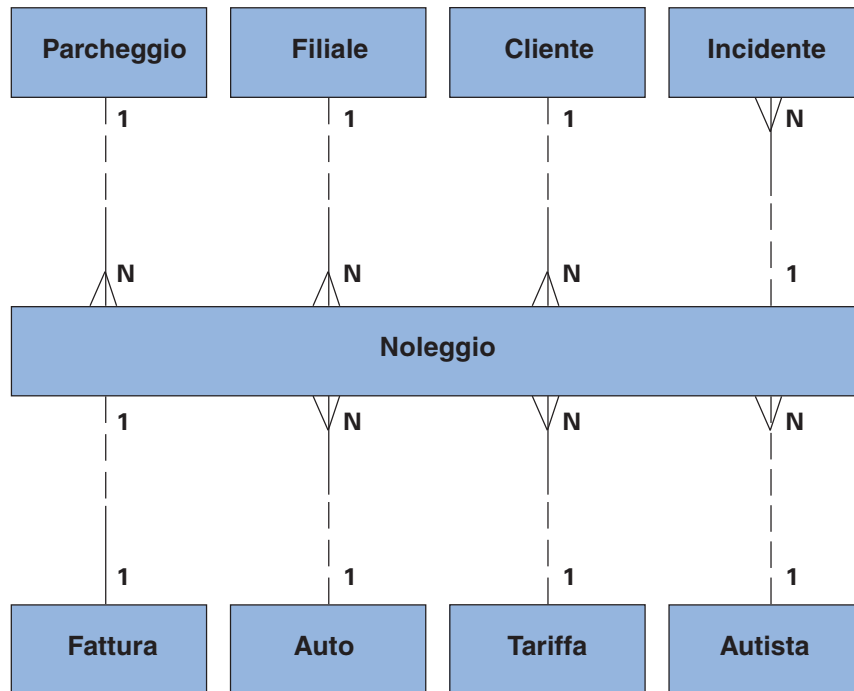 Parcheggio Filiale Cliente Incidente
1 1 1 N
N N N 1
Noleggio
1 N N N
1 1 1 1
Fattura Auto Tariffa Autista